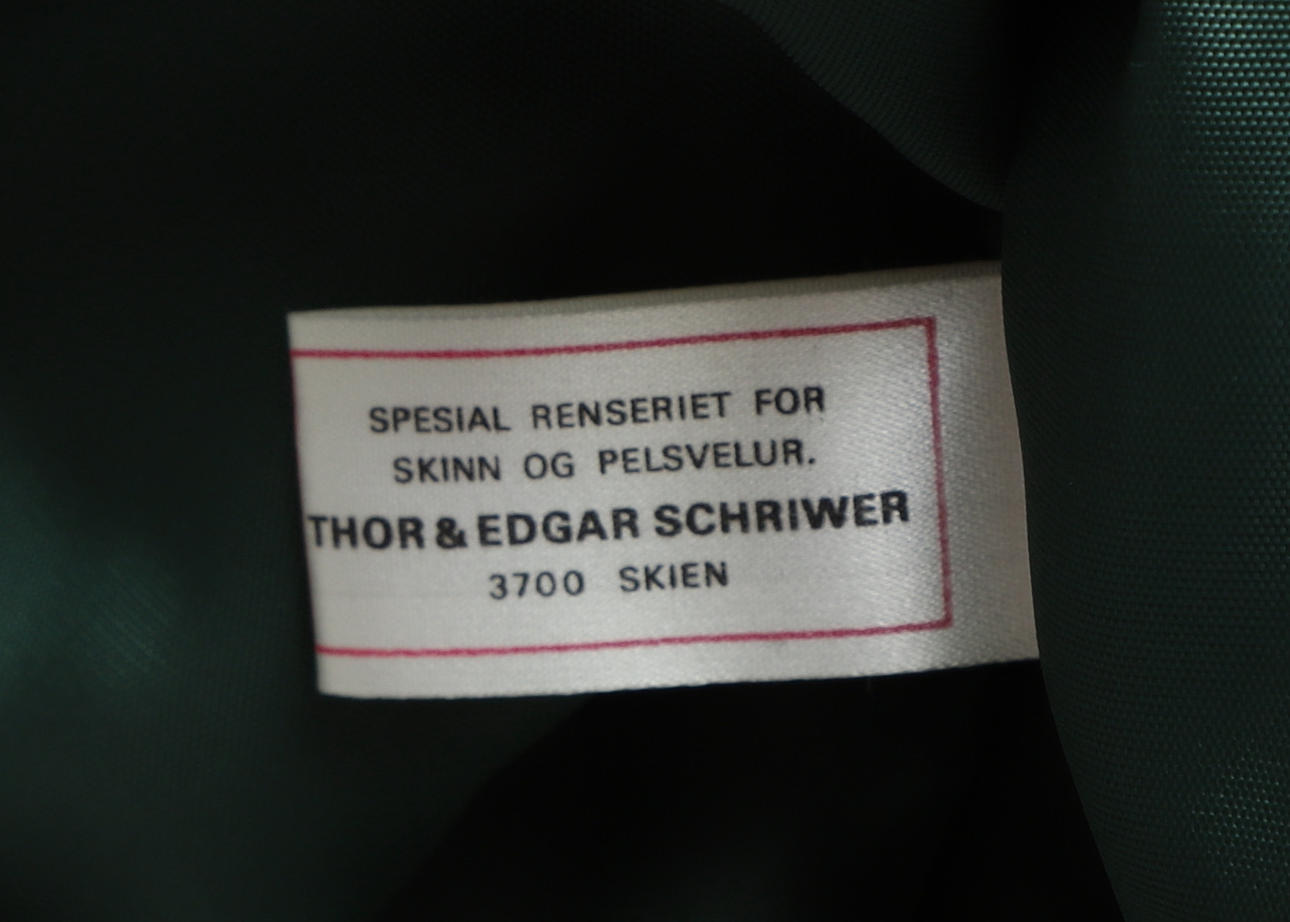 SPESIAL RENSERIET FOR
SKINN OG PELSVELUR.
THOR & EDGAR SCHRIWER
3700 SKIEN